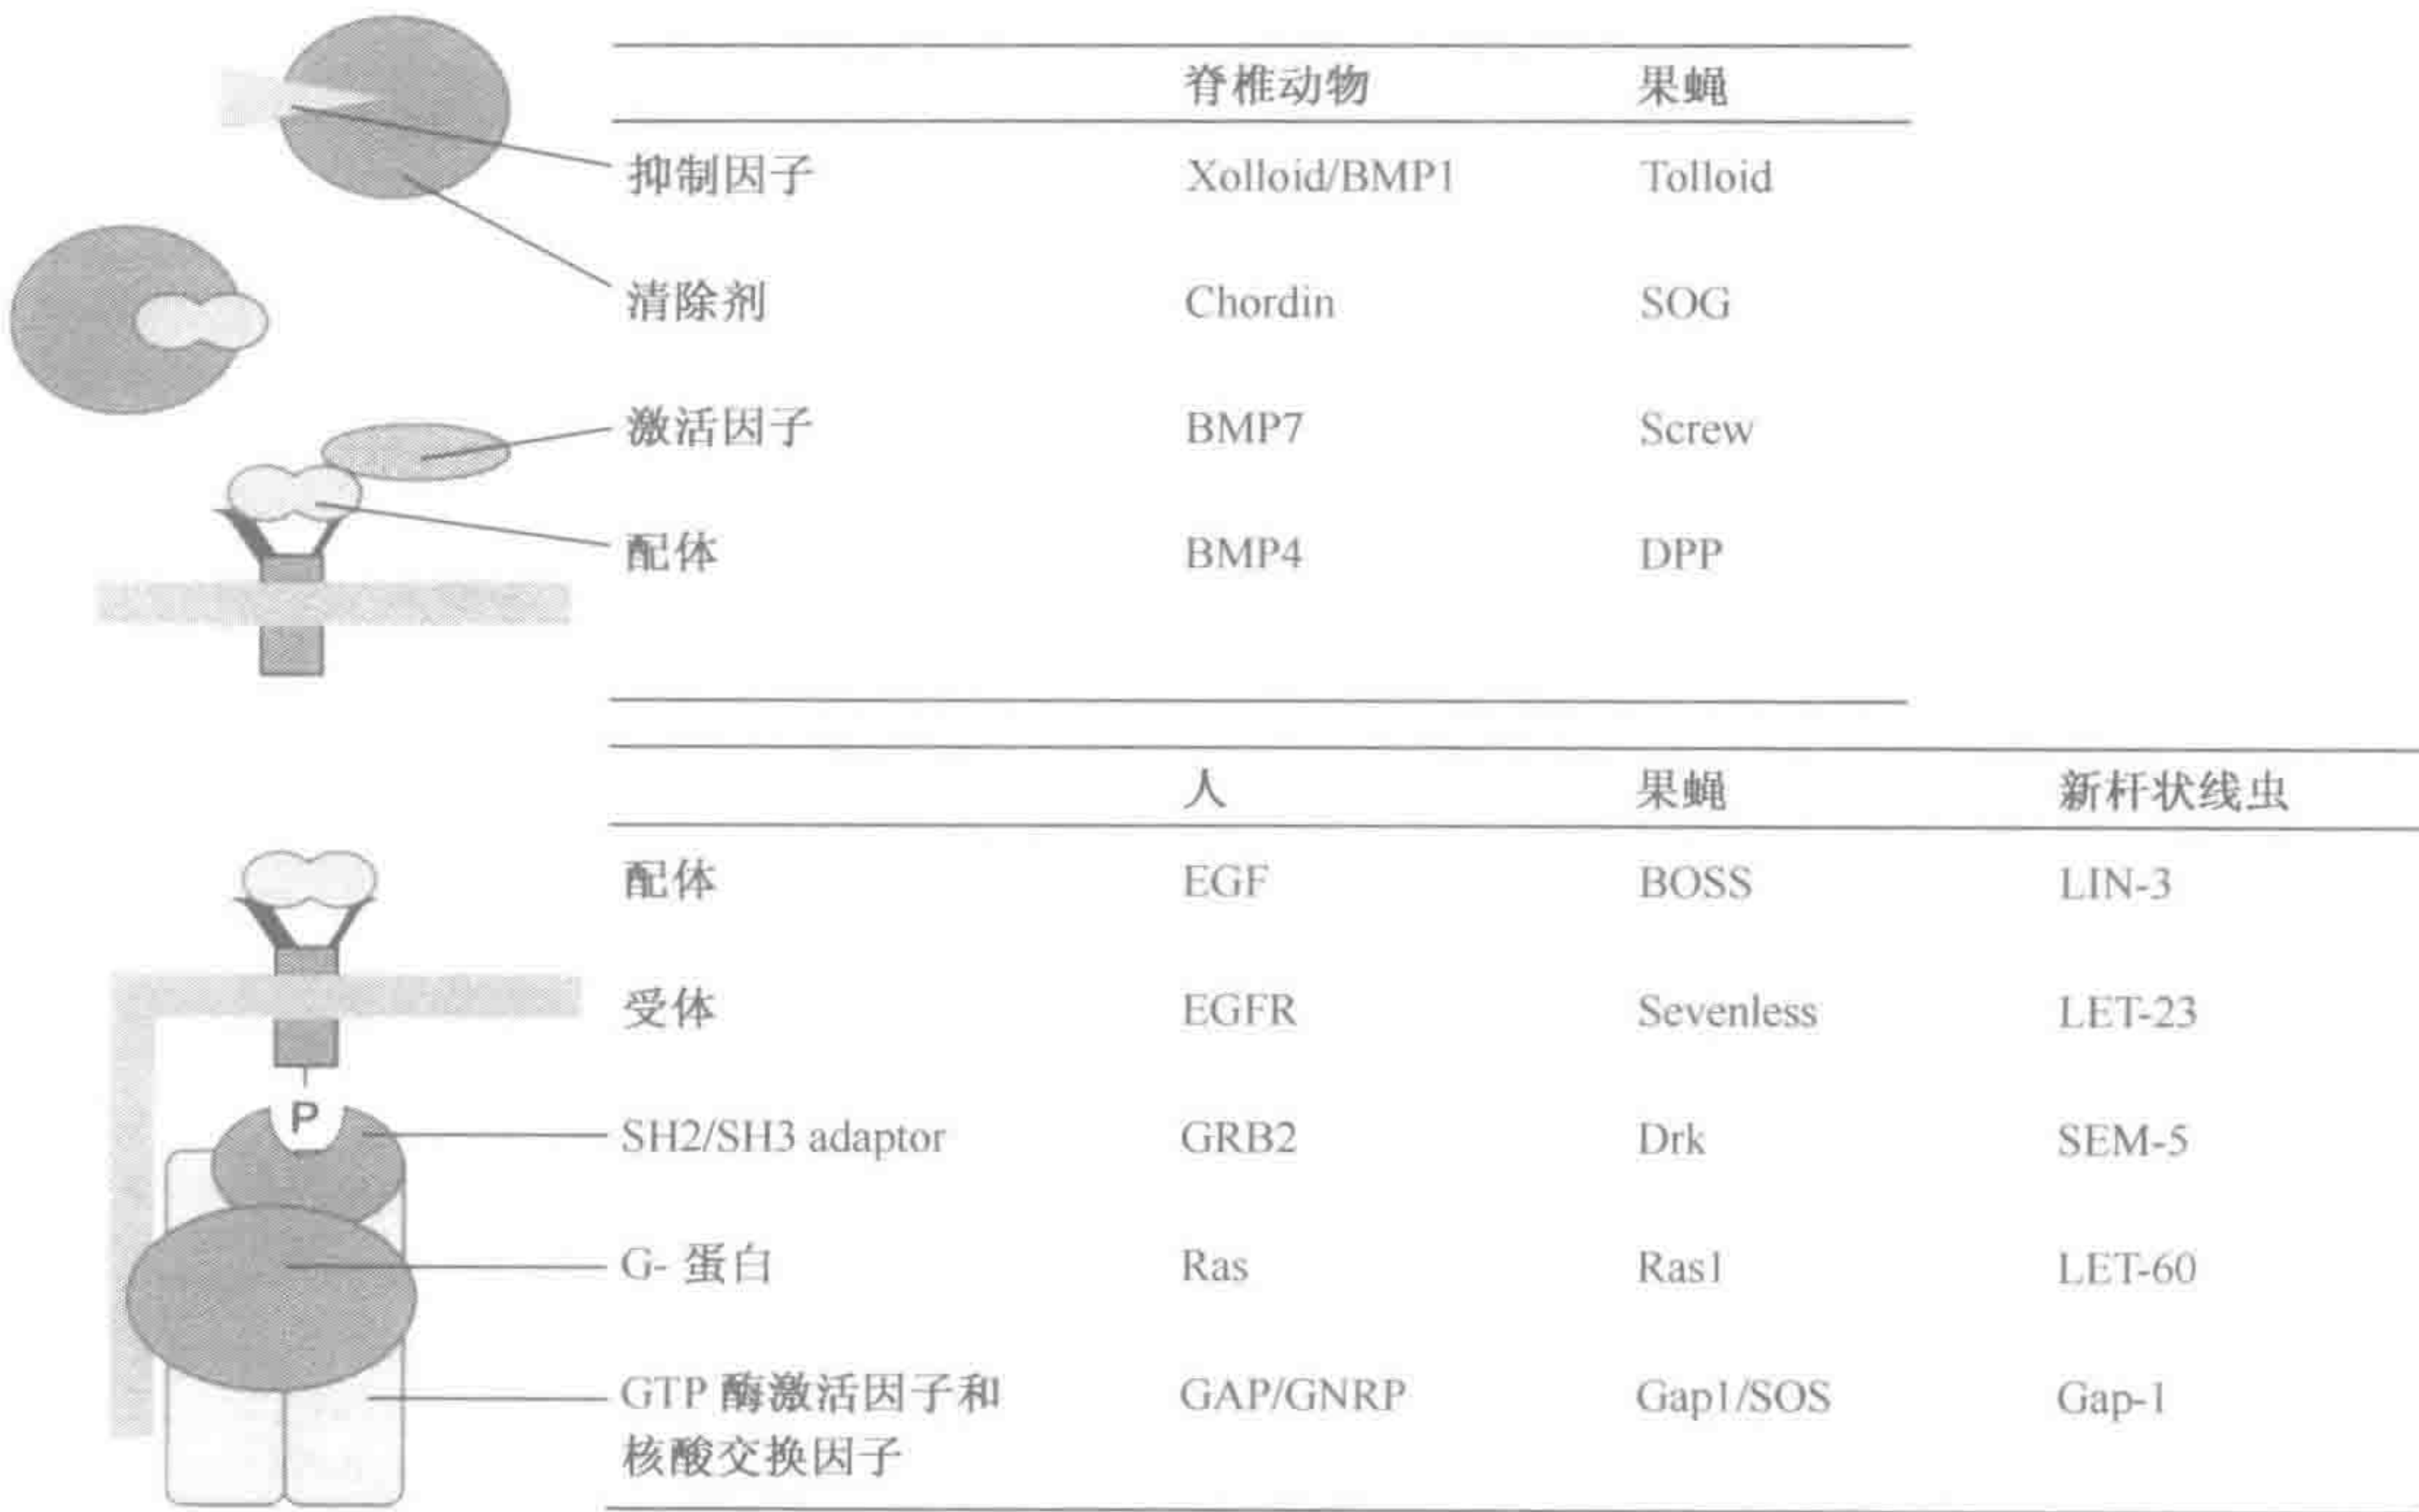 脊椎动物 果蝇
抑制因子 Xolloid/BMP1 Tolloid
清除剂 Chordin SOG
激活因子 BMP7 Screw
配体 BMP4 DPP
人 果蝇 新杆状线虫
配体 EGF BOSS LIN-3
受体 EGFR Sevenless LET-23
P
SH2/SH3 adaptor GRB2 Drk SEM-5
G- 蛋白 Ras Ras1 LET-60
GTP 酶激活因子和 GAP/GNRP Gap1/SOS Gap-1
核酸交换因子